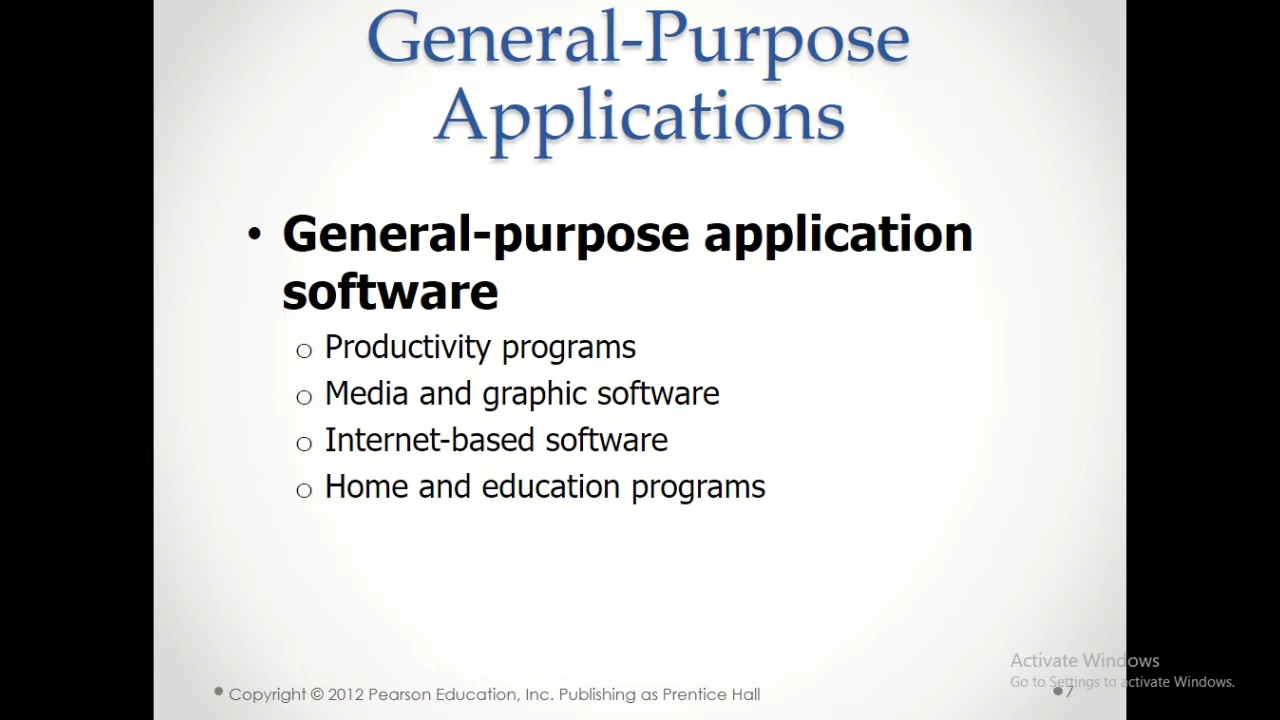 General-Purpose
Applications
• General-purpose application
software
o Productivity programs
o Media and graphic software
o Internet-based software
o Home and education programs
Activate Windows
Go to Settings to activate Windows.
• Copyright © 2012 Pearson Education, Inc. Publishing as Prentice Hall
• 7